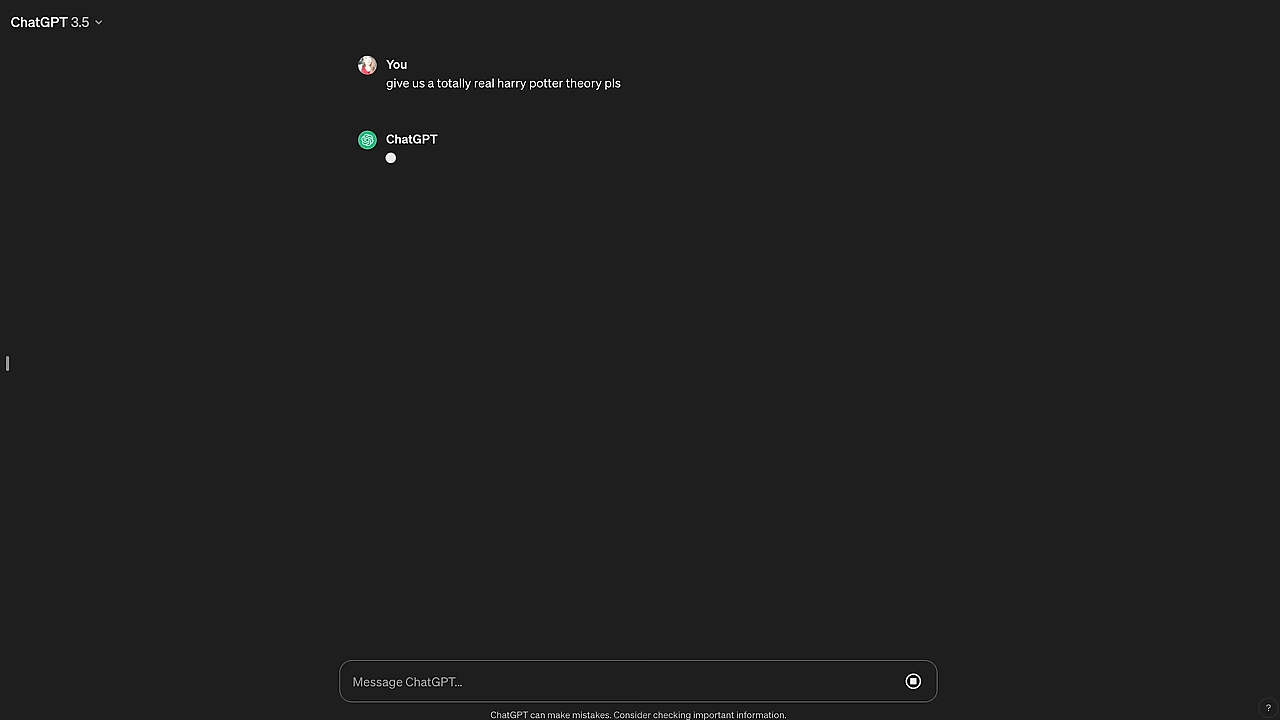 ChatGPT 3.5
You
give us a totally real harry potter theory pls
ChatGPT
Message ChatGPT...
ChatGPT can make mistakes. Consider checking important information.
?